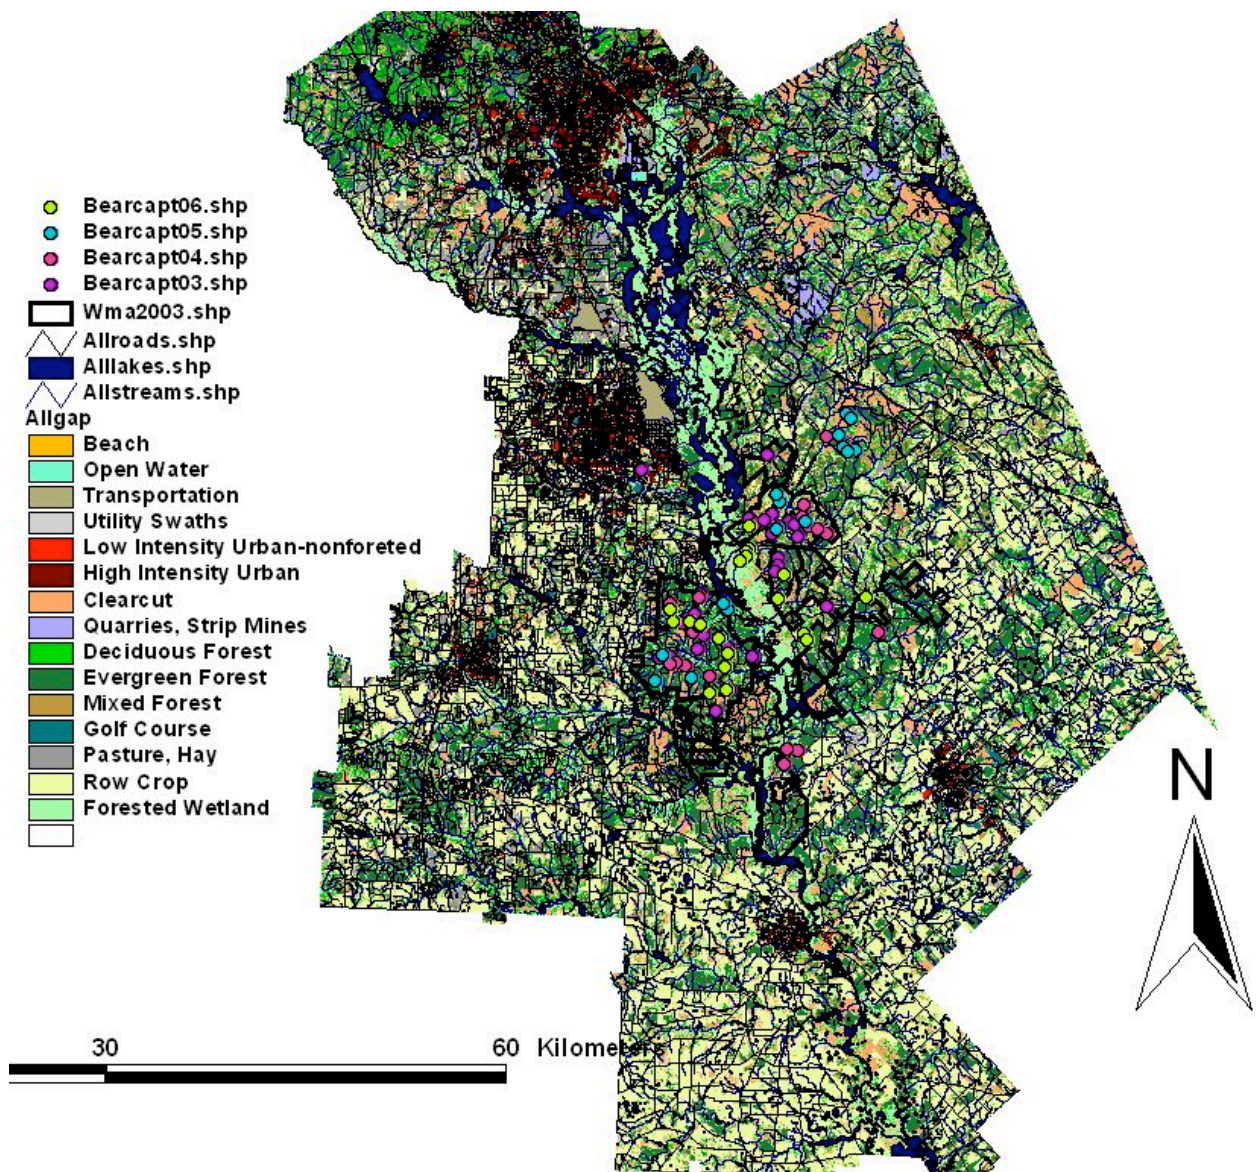 Bearcapt06.shp
Bearcapt05.shp
Bearcapt04.shp
Bearcapt03.shp
Wma2003.shp
Allroads.shp
Alllakes.shp
Allstreams.shp
Allgap
Beach
Open Water
Transportation
Utility Swaths
Low Intensity Urban-nonforeted
High Intensity Urban
Clearcut
Quarries, Strip Mines
Deciduous Forest
Evergreen Forest
Mixed Forest
Golf Course
Pasture, Hay
Row Crop
Forested Wetland
N
30 60 Kilometers